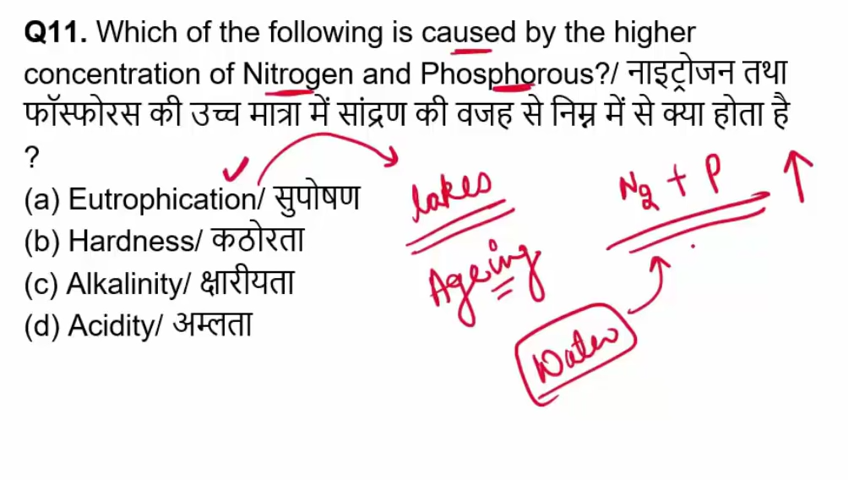 Q11. Which of the following is caused by the higher
concentration of Nitrogen and Phosphorous?/ नाइट्रोजन तथा
फॉस्फोरस की उच्च मात्रा में सांद्रण की वजह से निम्न में से क्या होता है
?
(a) Eutrophication/ सुपोषण
(b) Hardness/ कठोरता
(c) Alkalinity/ क्षारीयता
(d) Acidity/ अम्लता
lakes
Ageing
N2 + P ↑
Water